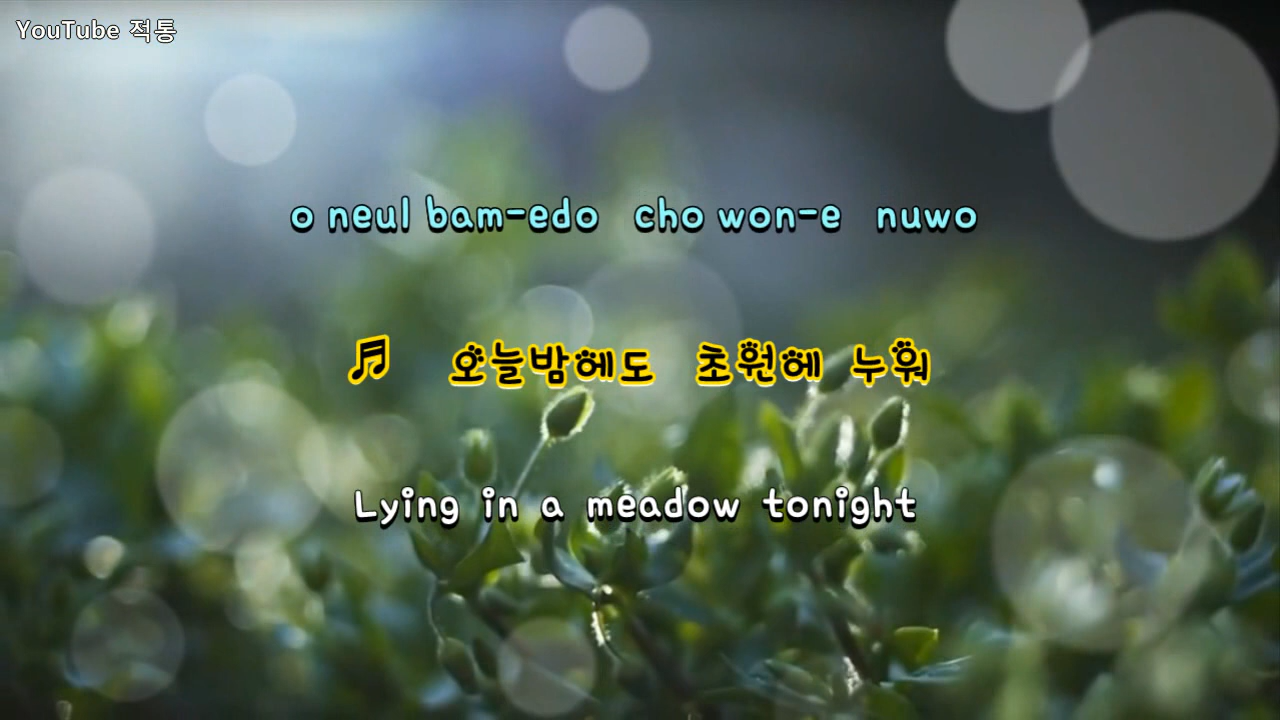 YouTube 적통
o neul bam-edo cho won-e nuwo
♬ 오늘밤에도 초원에 누워
Lying in a meadow tonight